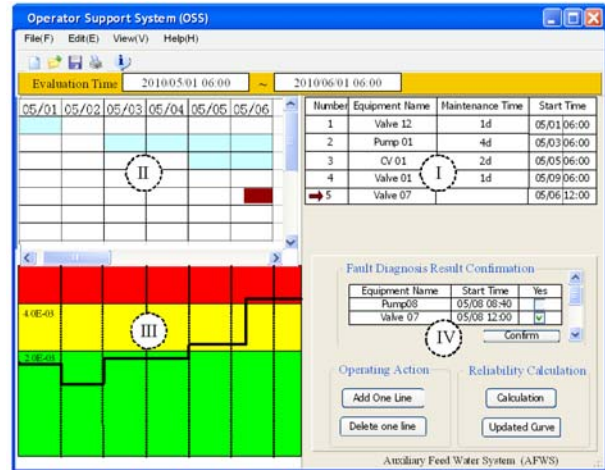 Operator Support System (OSS)
File(F) Edit(E) View(V) Help(H)
Evaluation Time 2010/05/01 06:00 ~ 2010/06/01 06:00
05/01 05/02 05/03 05/04 05/05 05/06
II
Number Equipment Name Maintenance Time Start Time
1 Valve 12 1d 05/01 06:00
2 Pump 01 4d 05/03 06:00
3 CV 01 2d 05/05 06:00
4 Valve 01 1d 05/09 06:00
5 Valve 07 05/06 12:00
I
4.0E-03
III
2.0E-03
Fault Diagnosis Result Confirmation
Equipment Name Start Time Yes
Pump08 05/08 08:40
Valve 07 05/08 12:00
IV
Confirm
Operating Action
Add One Line
Delete one line
Reliability Calculation
Calculation
Updated Curve
Auxiliary Feed Water System (AFWS)